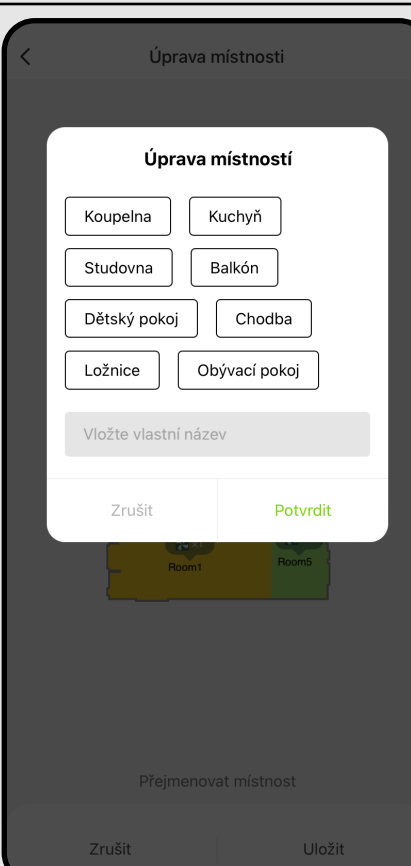 Úprava místnosti
Úprava místností
Koupelna Kuchyň
Studovna Balkón
Dětský pokoj Chodba
Ložnice Obývací pokoj
Vložte vlastní název
Zrušit Potvrdit
Room1 Room5
Přejmenovat místnost
Zrušit Uložit